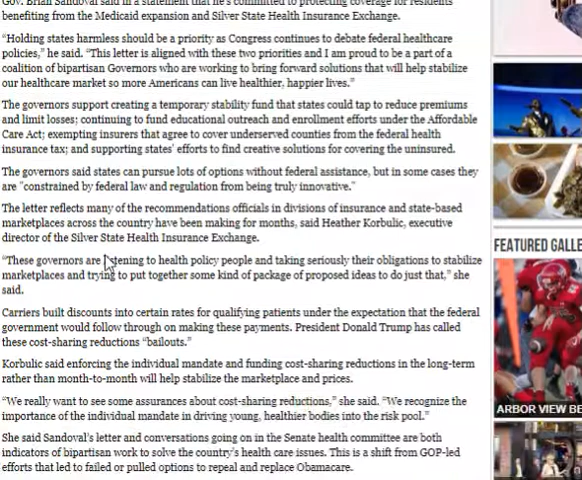 Gov. Brian Sandoval said in a statement that he's committed to protecting coverage for residents
benefiting from the Medicaid expansion and Silver State Health Insurance Exchange.
“Holding states harmless should be a priority as Congress continues to debate federal healthcare
policies,” he said. “This letter is aligned with these two priorities and I am proud to be a part of a
coalition of bipartisan Governors who are working to bring forward solutions that will help stabilize
our healthcare market so more Americans can live healthier, happier lives.”
The governors support creating a temporary stability fund that states could tap to reduce premiums
and limit losses; continuing to fund educational outreach and enrollment efforts under the Affordable
Care Act; exempting insurers that agree to cover underserved counties from the federal health
insurance tax; and supporting states' efforts to find creative solutions for covering the uninsured.
The governors said states can pursue lots of options without federal assistance, but in some cases they
are "constrained by federal law and regulation from being truly innovative."
The letter reflects many of the recommendations officials in divisions of insurance and state-based
marketplaces across the country have been making for months, said Heather Korbulic, executive
director of the Silver State Health Insurance Exchange.
“These governors are listening to health policy people and taking seriously their obligations to stabilize
marketplaces and trying to put together some kind of package of proposed ideas to do just that,” she
said.
Carriers built discounts into certain rates for qualifying patients under the expectation that the federal
government would follow through on making these payments. President Donald Trump has called
these cost-sharing reductions “bailouts.”
Korbulic said enforcing the individual mandate and funding cost-sharing reductions in the long-term
rather than month-to-month will help stabilize the marketplace and prices.
“We really want to see some assurances about cost-sharing reductions,” she said. “We recognize the
importance of the individual mandate in driving young, healthier bodies into the risk pool.”
She said Sandoval's letter and conversations going on in the Senate health committee are both
indicators of bipartisan work to solve the country's health care issues. This is a shift from GOP-led
efforts that led to failed or pulled options to repeal and replace Obamacare.
FEATURED GALLE
ARBOR VIEW BE